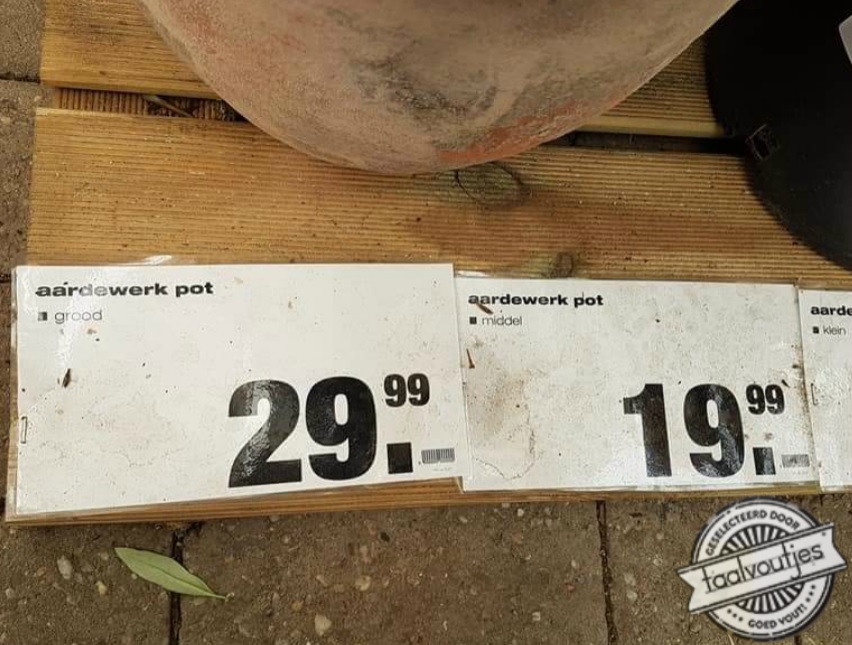 aardewerk pot
grood
29.99
aardewerk pot
middel
19.99
aarde
klein
GESELECTEERD DOOR
taalvoutjes
GOED VOUT!